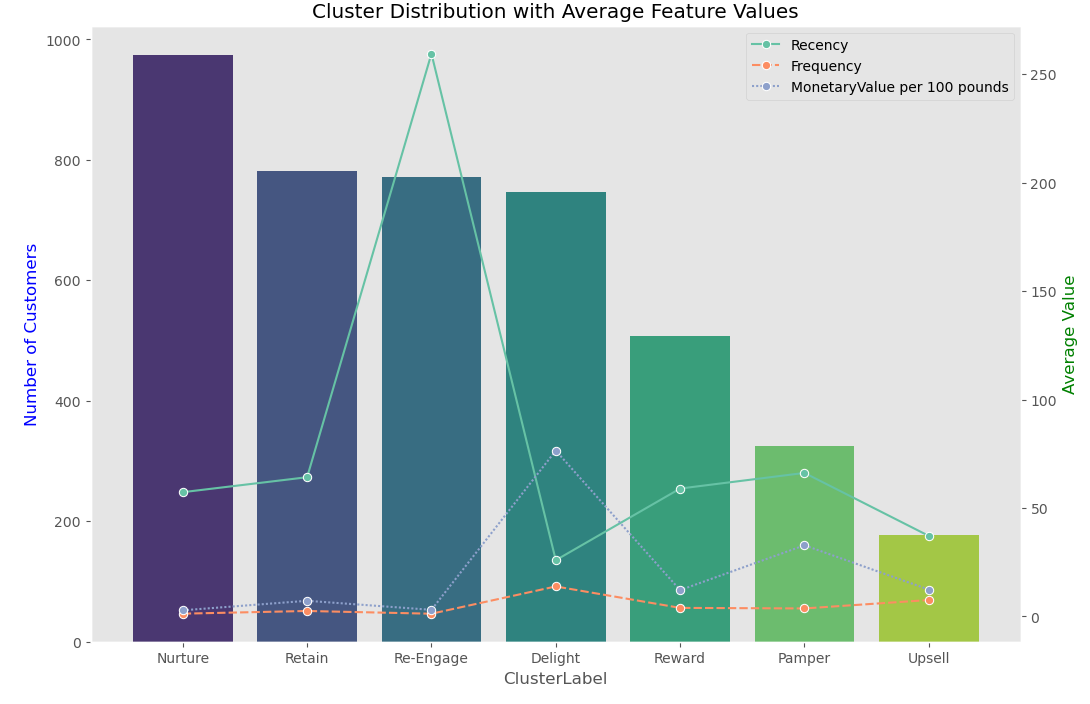 Cluster Distribution with Average Feature Values
Recency
Frequency
MonetaryValue per 100 pounds
Number of Customers
1000
800
600
400
200
0
250
200
150
100
50
0
Average Value
Nurture
Retain
Re-Engage
Delight
Reward
Pamper
Upsell
ClusterLabel